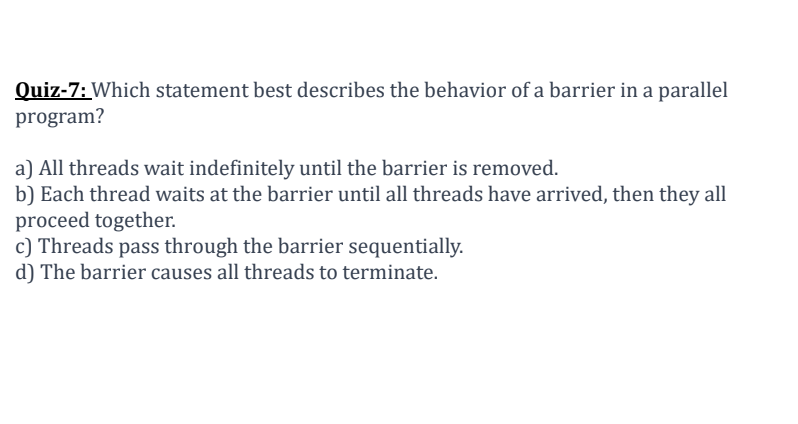 Quiz-7: Which statement best describes the behavior of a barrier in a parallel
program?
a) All threads wait indefinitely until the barrier is removed.
b) Each thread waits at the barrier until all threads have arrived, then they all
proceed together.
c) Threads pass through the barrier sequentially.
d) The barrier causes all threads to terminate.